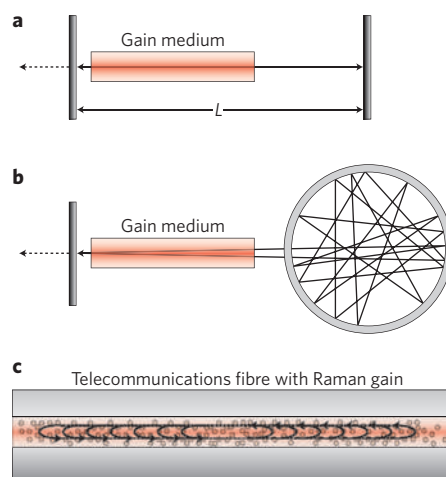 a
Gain medium
L
b
Gain medium
c
Telecommunications fibre with Raman gain